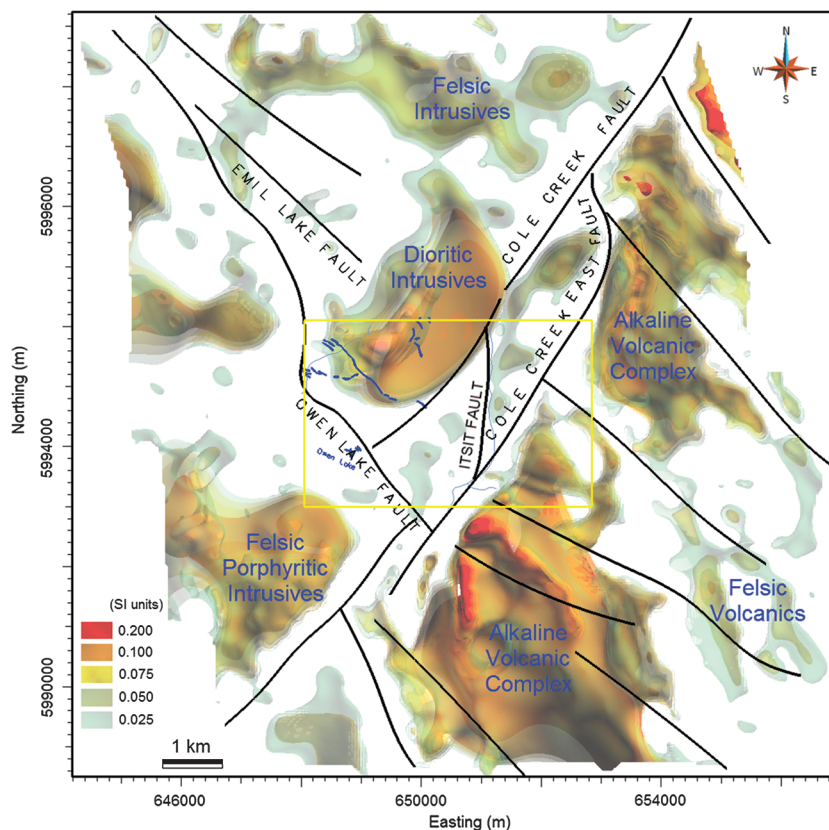 N
W E
S
Felsic
Intrusives
COLE CREEK FAULT
EMIL LAKE FAULT
Dioritic
Intrusives
COLE CREEK EAST FAULT
Alkaline
Volcanic
Complex
ITSIT FAULT
OWEN LAKE FAULT
Owen Lake
Felsic
Porphyritic
Intrusives
Felsic
Volcanics
Alkaline
Volcanic
Complex
(SI units)
0.200
0.100
0.075
0.050
0.025
1 km
Northing (m)
5996000
5994000
5990000
646000
650000
654000
Easting (m)